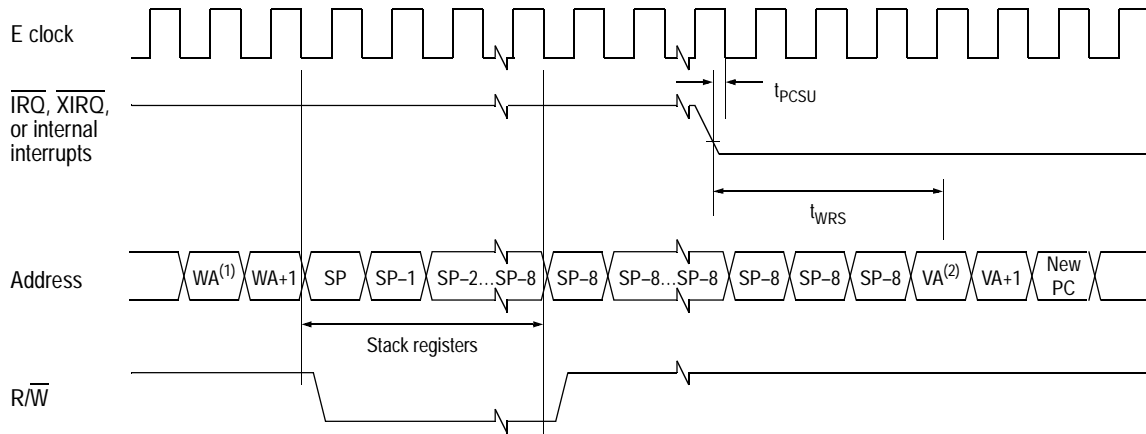 E clock
IRQ, XIRQ,
or internal
interrupts
tPCSU
tWRS
Address
WA(1) WA+1 SP SP–1 SP–2…SP–8 SP–8 SP–8…SP–8 SP–8 SP–8 SP–8 VA(2) VA+1 New
PC
Stack registers
R/W